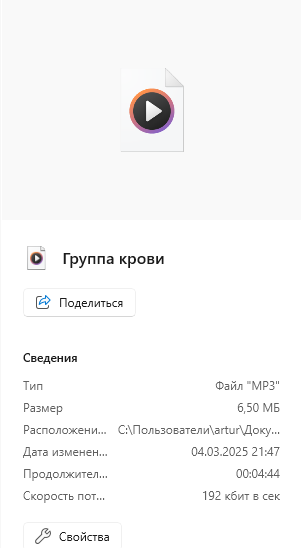 Группа крови
Поделиться
Сведения
Тип Файл "MP3"
Размер 6,50 МБ
Расположени... C:\Пользователи\artur\Доку...
Дата изменен... 04.03.2025 21:47
Продолжител... 00:04:44
Скорость пот... 192 кбит в сек
Свойства